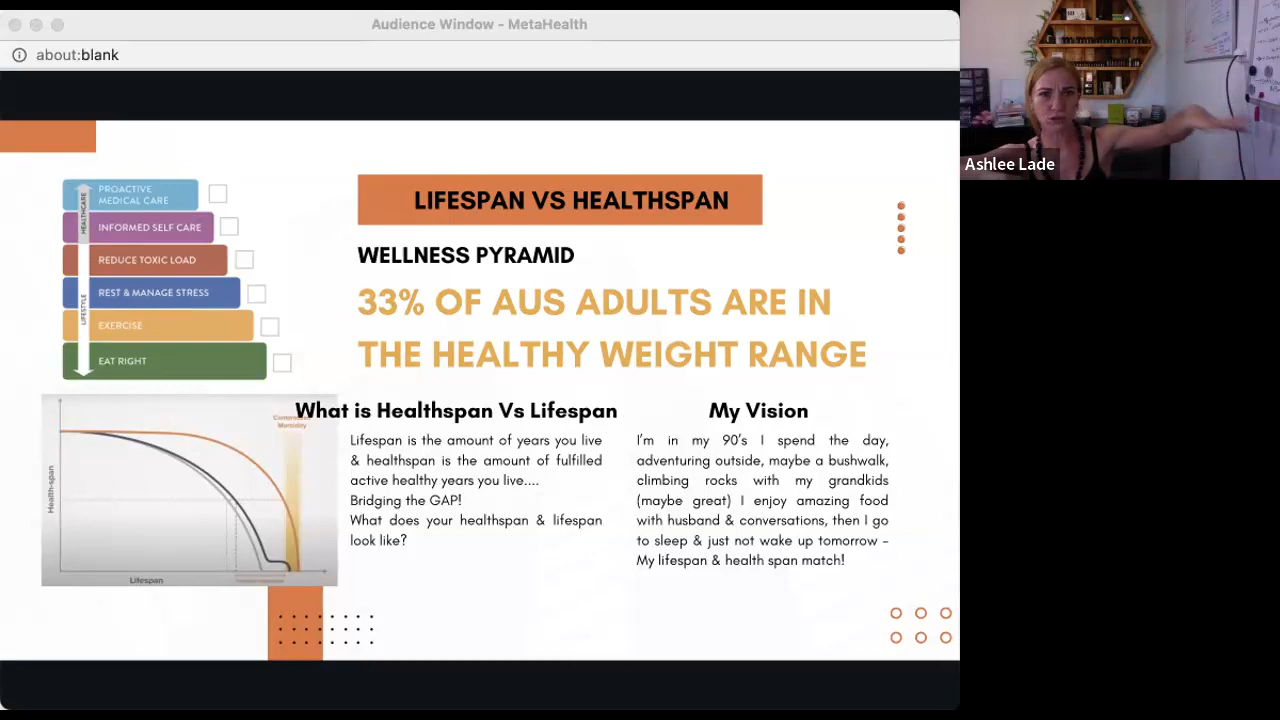 Audience Window - MetaHealth
about:blank
Ashlee Lade
PROACTIVE
MEDICAL CARE
INFORMED SELF CARE
REDUCE TOXIC LOAD
REST & MANAGE STRESS
EXERCISE
EAT RIGHT
HEALTHCARE
LIFESTYLE
LIFESPAN VS HEALTHSPAN
WELLNESS PYRAMID
33% OF AUS ADULTS ARE IN
THE HEALTHY WEIGHT RANGE
What is Healthspan Vs Lifespan
Lifespan is the amount of years you live
& healthspan is the amount of fulfilled
active healthy years you live....
Bridging the GAP!
What does your healthspan & lifespan
look like?
My Vision
I'm in my 90's I spend the day,
adventuring outside, maybe a bushwalk,
climbing rocks with my grandkids
(maybe great) I enjoy amazing food
with husband & conversations, then I go
to sleep & just not wake up tomorrow -
My lifespan & health span match!
Morbidity
Health-span
Lifespan